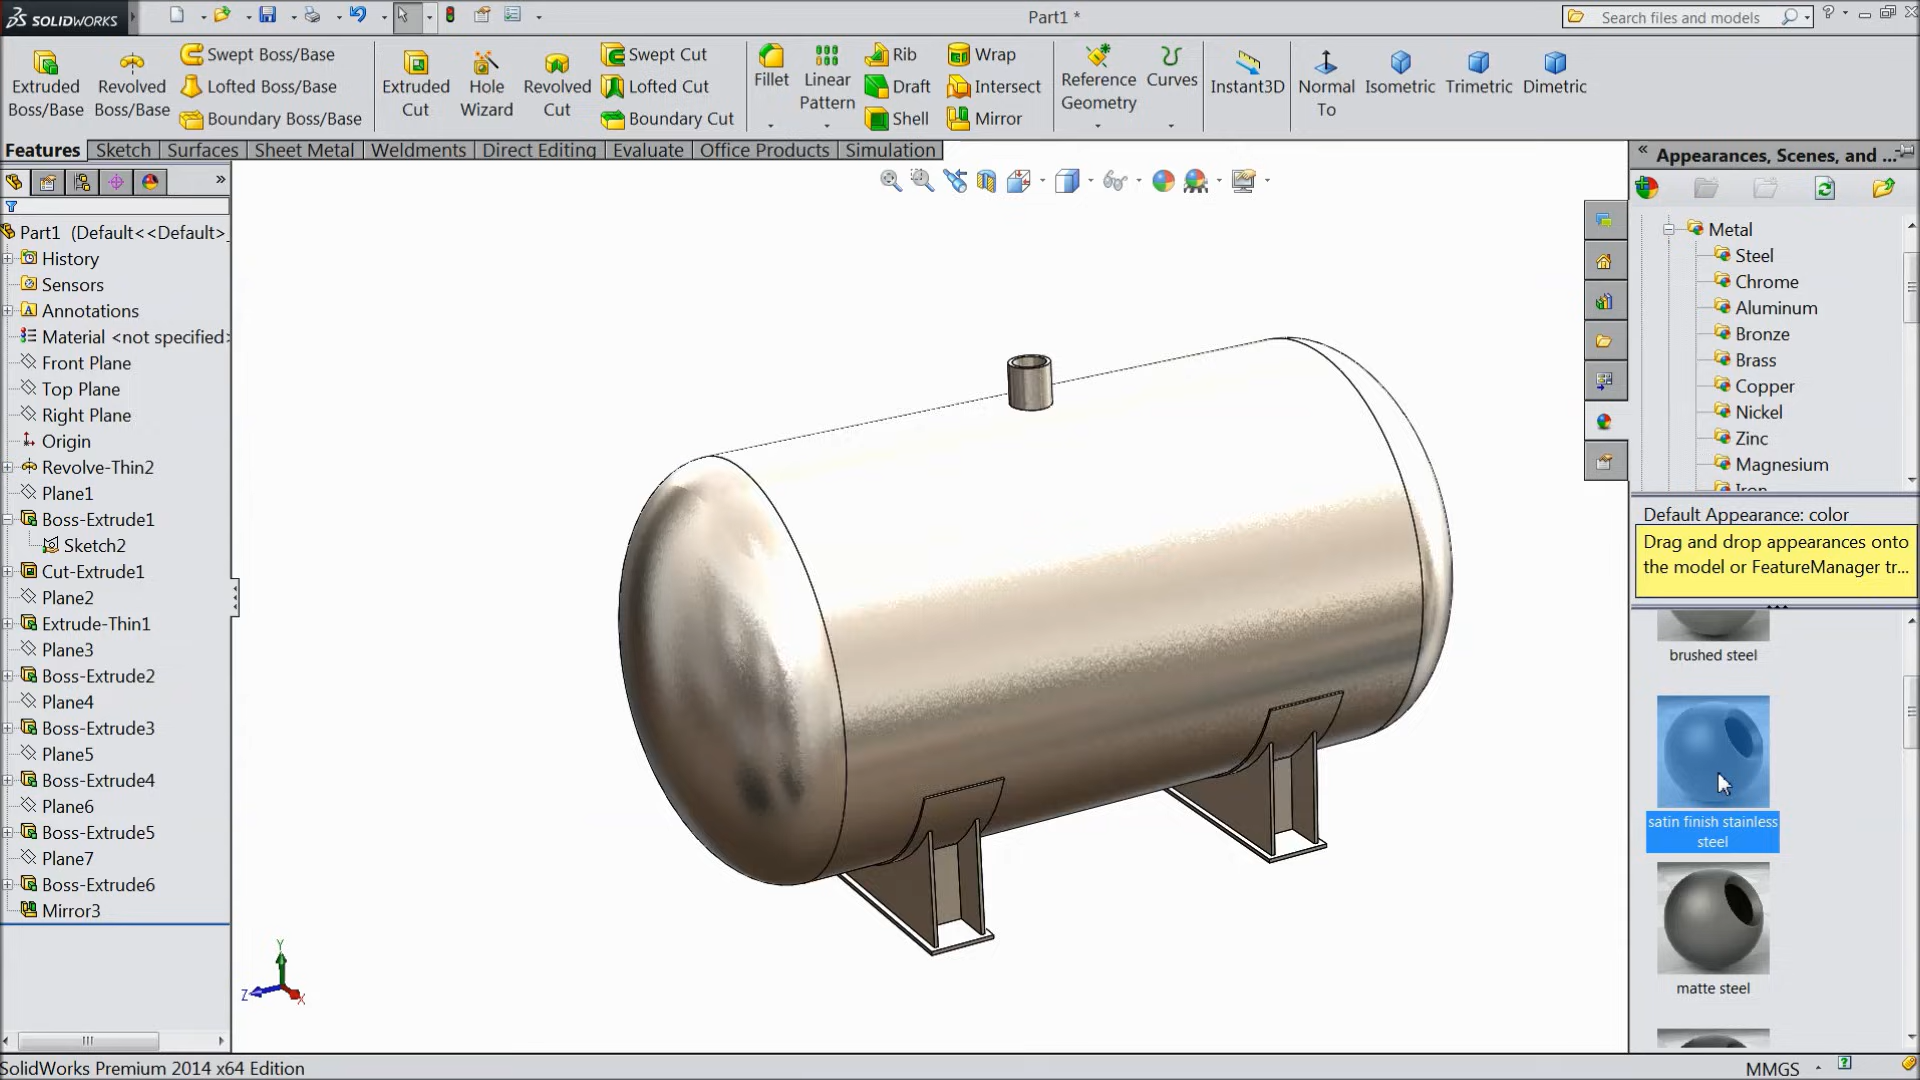 SOLIDWORKS
Part1 *
Search files and models
Extruded Boss/Base
Revolved Boss/Base
Swept Boss/Base
Lofted Boss/Base
Boundary Boss/Base
Extruded Cut
Hole Wizard
Revolved Cut
Swept Cut
Lofted Cut
Boundary Cut
Fillet
Linear Pattern
Rib
Draft
Shell
Wrap
Intersect
Mirror
Reference Geometry
Curves
Instant3D
Normal To
Isometric
Trimetric
Dimetric
Features
Sketch
Surfaces
Sheet Metal
Weldments
Direct Editing
Evaluate
Office Products
Simulation
Part1 (Default<<Default>
History
Sensors
Annotations
Material <not specified>
Front Plane
Top Plane
Right Plane
Origin
Revolve-Thin2
Plane1
Boss-Extrude1
Sketch2
Cut-Extrude1
Plane2
Extrude-Thin1
Plane3
Boss-Extrude2
Plane4
Boss-Extrude3
Plane5
Boss-Extrude4
Plane6
Boss-Extrude5
Plane7
Boss-Extrude6
Mirror3
Y
Z
X
Appearances, Scenes, and ...
Metal
Steel
Chrome
Aluminum
Bronze
Brass
Copper
Nickel
Zinc
Magnesium
Iron
Default Appearance: color
Drag and drop appearances onto
the model or FeatureManager tr...
brushed steel
satin finish stainless
steel
matte steel
SolidWorks Premium 2014 x64 Edition
MMGS